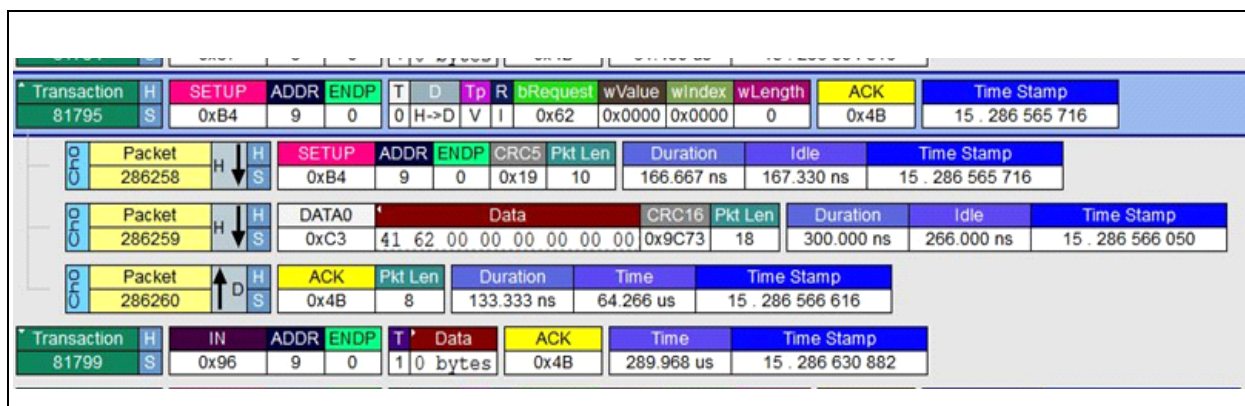 Transaction H SETUP ADDR ENDP T D Tp R bRequest wValue wIndex wLength ACK Time Stamp
81795 S 0xB4 9 0 0 H->D V I 0x62 0x0000 0x0000 0 0x4B 15 . 286 565 716
Ch0 Packet H H SETUP ADDR ENDP CRC5 Pkt Len Duration Idle Time Stamp
286258 S 0xB4 9 0 0x19 10 166.667 ns 167.330 ns 15 . 286 565 716
Ch0 Packet H H DATA0 Data CRC16 Pkt Len Duration Idle Time Stamp
286259 S 0xC3 41 62 00 00 00 00 00 00 0x9C73 18 300.000 ns 266.000 ns 15 . 286 566 050
Ch0 Packet D H ACK Pkt Len Duration Time Time Stamp
286260 S 0x4B 8 133.333 ns 64.266 us 15 . 286 566 616
Transaction H IN ADDR ENDP T Data ACK Time Time Stamp
81799 S 0x96 9 0 1 0 bytes 0x4B 289.968 us 15 . 286 630 882